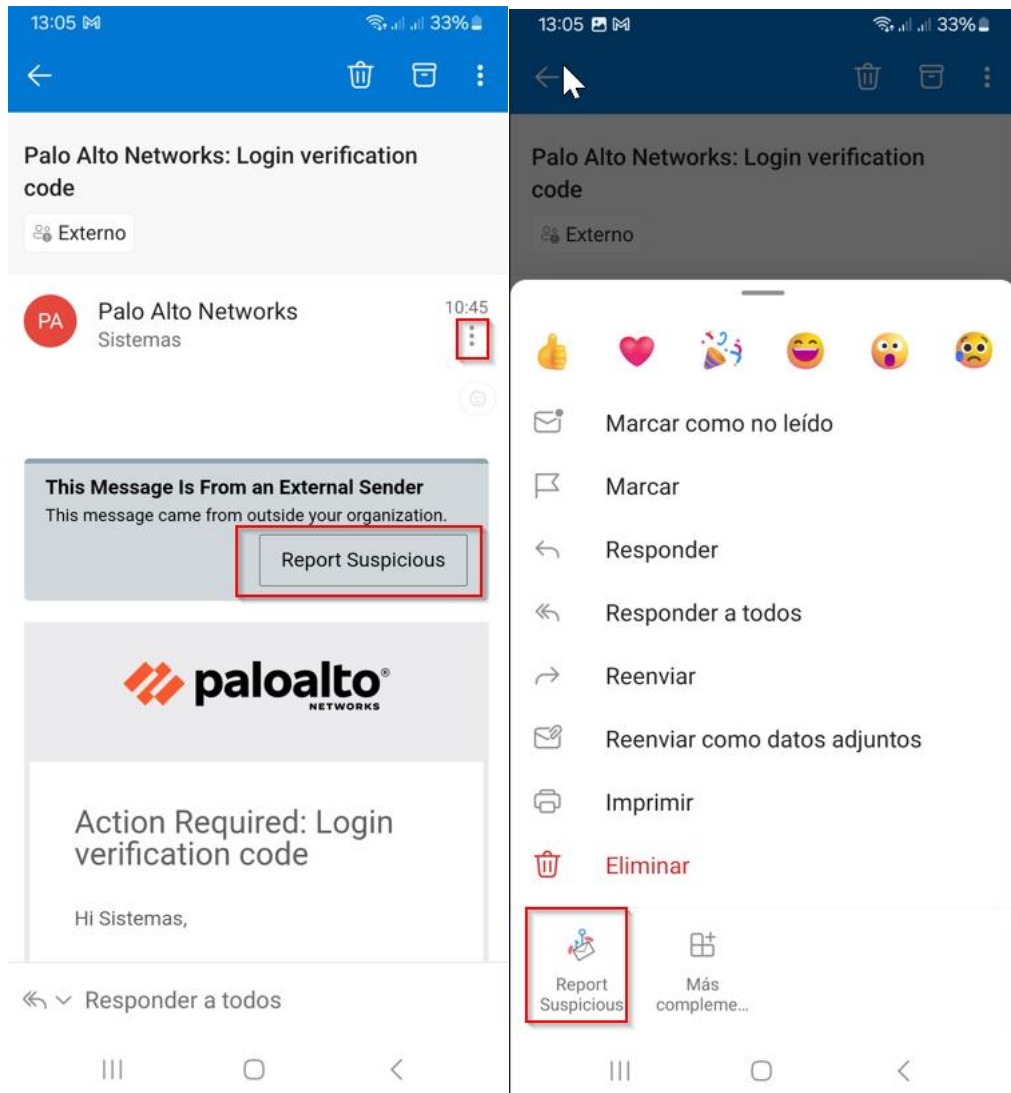 13:05
33%
Palo Alto Networks: Login verification
code
Externo
PA
Palo Alto Networks
10:45
Sistemas
This Message Is From an External Sender
This message came from outside your organization.
Report Suspicious
paloalto®
NETWORKS
Action Required: Login
verification code
Hi Sistemas,
Responder a todos
13:05
33%
Palo Alto Networks: Login verification
code
Externo
Marcar como no leído
Marcar
Responder
Responder a todos
Reenviar
Reenviar como datos adjuntos
Imprimir
Eliminar
Report
Suspicious
Más
compleme...